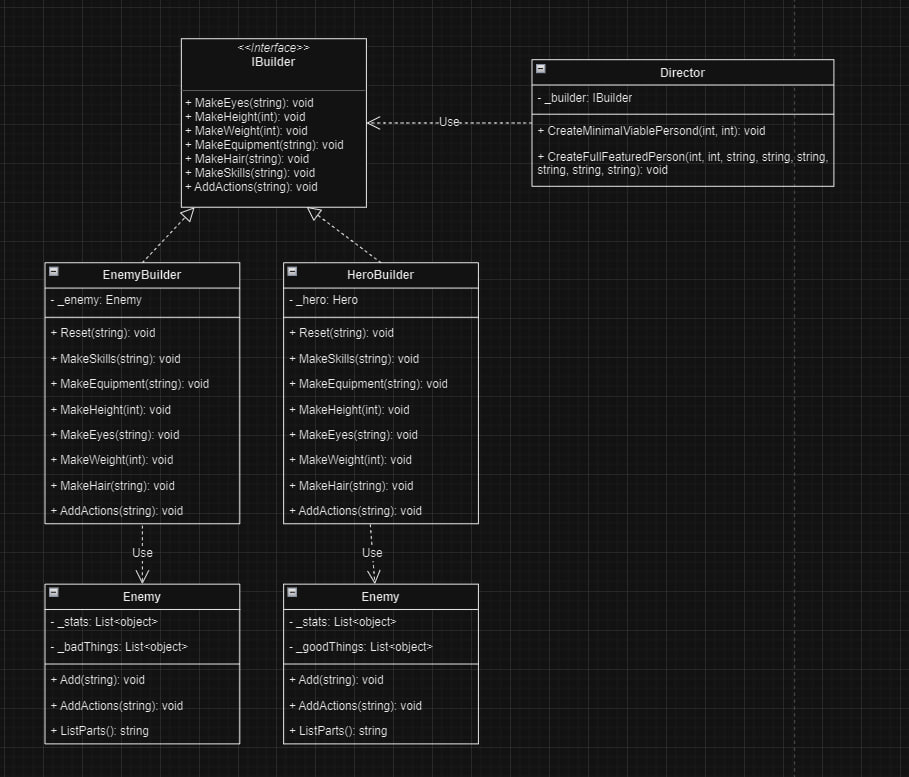 <<Interface>>
IBuilder
+ MakeEyes(string): void
+ MakeHeight(int): void
+ MakeWeight(int): void
+ MakeEquipment(string): void
+ MakeHair(string): void
+ MakeSkills(string): void
+ AddActions(string): void
Use
Director
- _builder: IBuilder
+ CreateMinimalViablePersond(int, int): void
+ CreateFullFeaturedPerson(int, int, string, string, string,
string, string, string): void
EnemyBuilder
- _enemy: Enemy
+ Reset(string): void
+ MakeSkills(string): void
+ MakeEquipment(string): void
+ MakeHeight(int): void
+ MakeEyes(string): void
+ MakeWeight(int): void
+ MakeHair(string): void
+ AddActions(string): void
HeroBuilder
- _hero: Hero
+ Reset(string): void
+ MakeSkills(string): void
+ MakeEquipment(string): void
+ MakeHeight(int): void
+ MakeEyes(string): void
+ MakeWeight(int): void
+ MakeHair(string): void
+ AddActions(string): void
Use
Use
Enemy
- _stats: List<object>
- _badThings: List<object>
+ Add(string): void
+ AddActions(string): void
+ ListParts(): string
Enemy
- _stats: List<object>
- _goodThings: List<object>
+ Add(string): void
+ AddActions(string): void
+ ListParts(): string